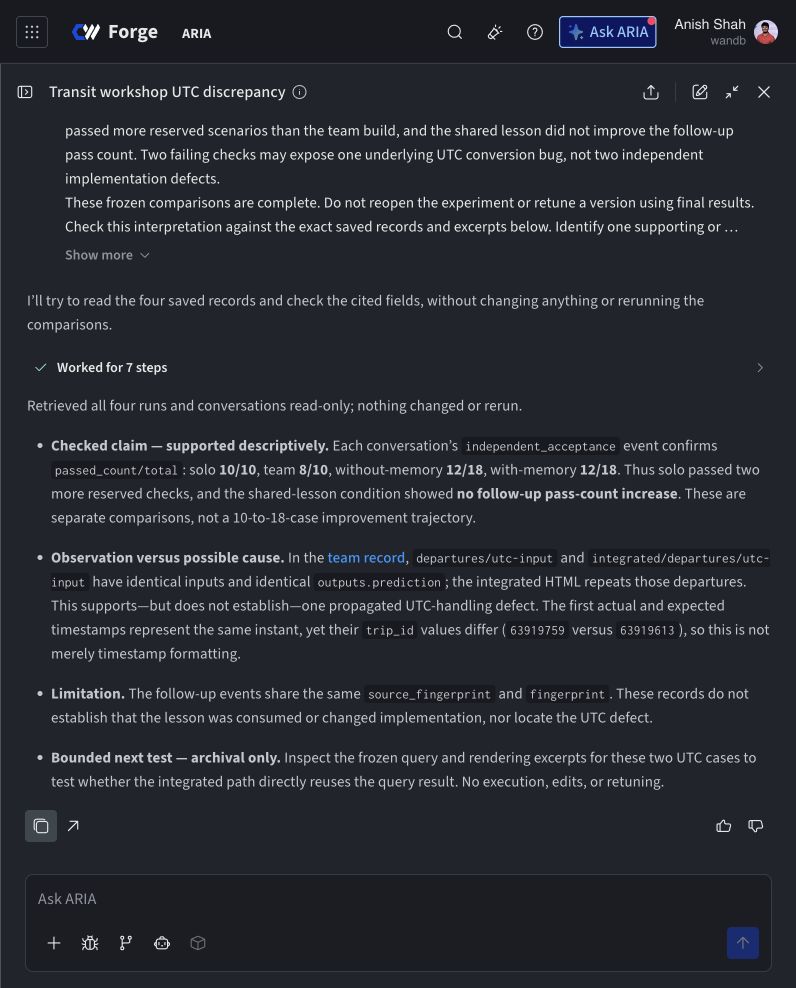 Forge
ARIA
Ask ARIA
Anish Shah
wandb
Transit workshop UTC discrepancy
passed more reserved scenarios than the team build, and the shared lesson did not improve the follow-up
pass count. Two failing checks may expose one underlying UTC conversion bug, not two independent
implementation defects.
These frozen comparisons are complete. Do not reopen the experiment or retune a version using final results.
Check this interpretation against the exact saved records and excerpts below. Identify one supporting or …
Show more
I’ll try to read the four saved records and check the cited fields, without changing anything or rerunning the
comparisons.
Worked for 7 steps
Retrieved all four runs and conversations read-only; nothing changed or rerun.
• Checked claim — supported descriptively. Each conversation’s independent_acceptance event confirms
passed_count/total : solo 10/10, team 8/10, without-memory 12/18, with-memory 12/18. Thus solo passed two
more reserved checks, and the shared-lesson condition showed no follow-up pass-count increase. These are
separate comparisons, not a 10-to-18-case improvement trajectory.
• Observation versus possible cause. In the team record, departures/utc-input and integrated/departures/utc-
input have identical inputs and identical outputs.prediction ; the integrated HTML repeats those departures.
This supports—but does not establish—one propagated UTC-handling defect. The first actual and expected
timestamps represent the same instant, yet their trip_id values differ ( 63919759 versus 63919613 ), so this is not
merely timestamp formatting.
• Limitation. The follow-up events share the same source_fingerprint and fingerprint . These records do not
establish that the lesson was consumed or changed implementation, nor locate the UTC defect.
• Bounded next test — archival only. Inspect the frozen query and rendering excerpts for these two UTC cases to
test whether the integrated path directly reuses the query result. No execution, edits, or retuning.
Ask ARIA